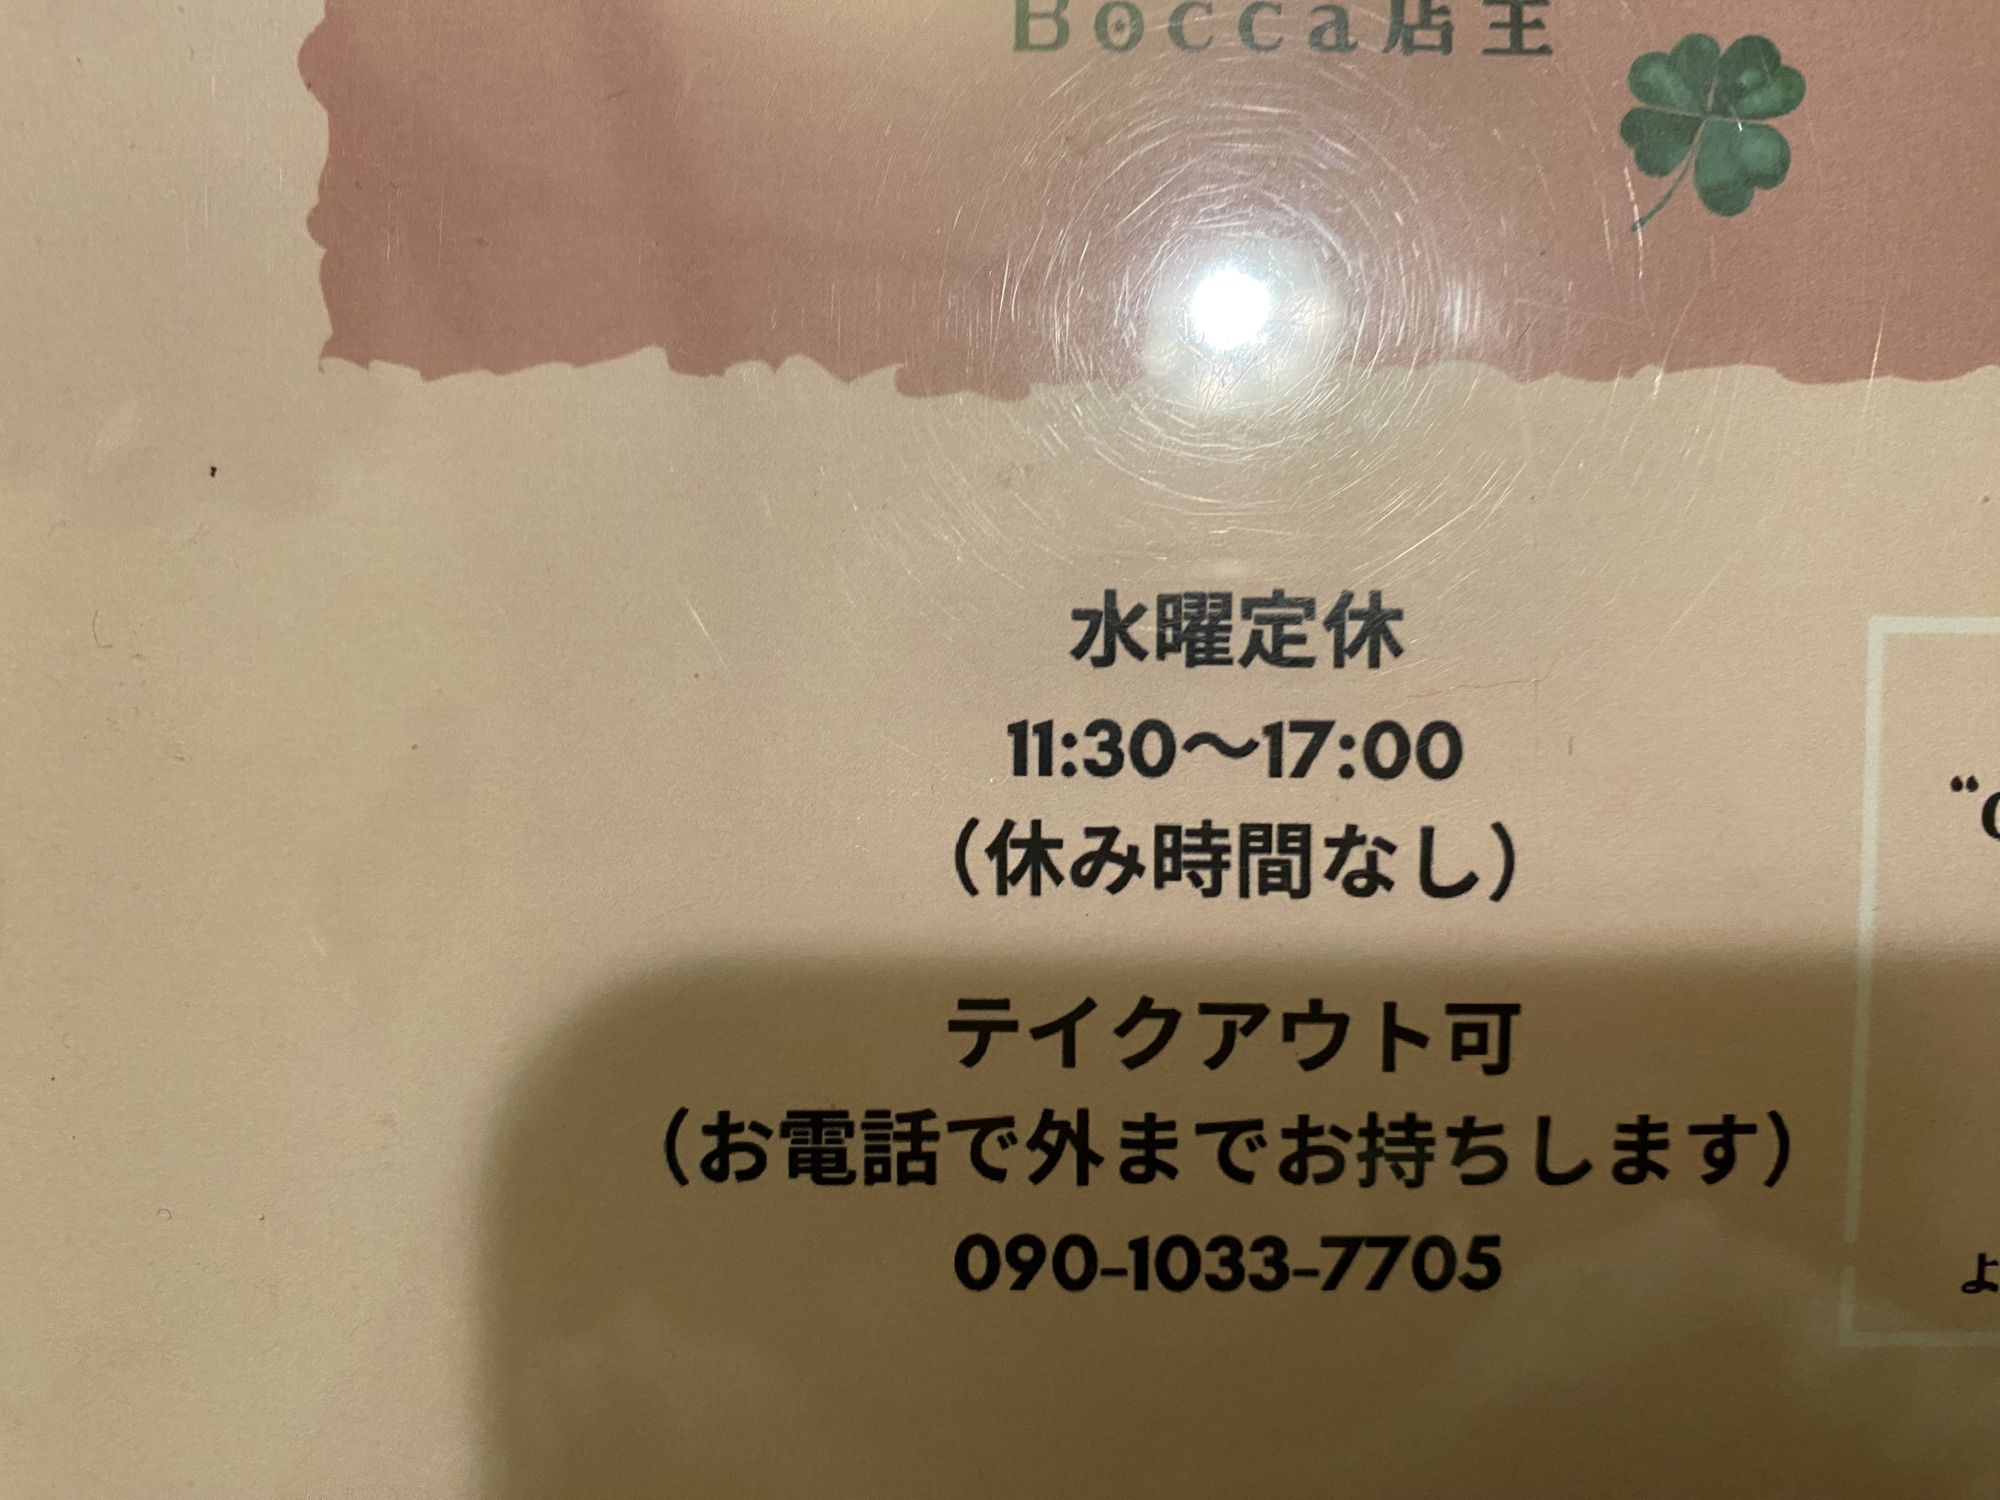 Bocca店主
水曜定休
11:30〜17:00
(休み時間なし)
テイクアウト可
(お電話で外までお持ちします)
090-1033-7705